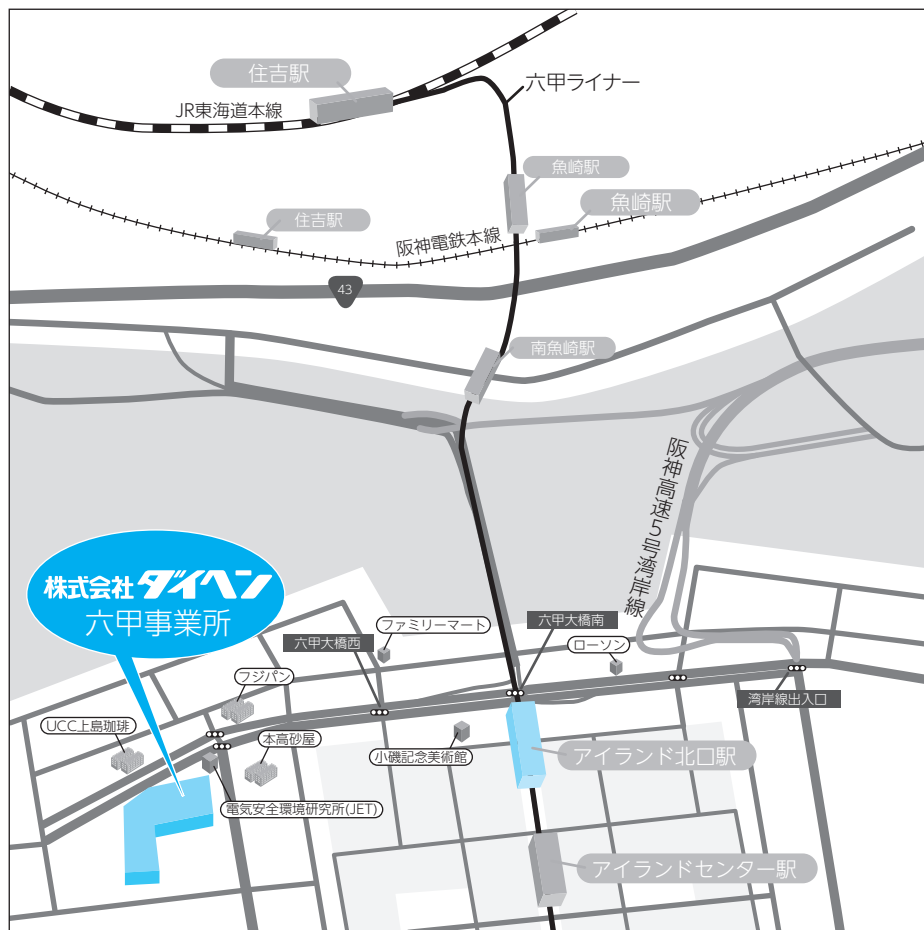 住吉駅
六甲ライナー
JR東海道本線
魚崎駅
魚崎駅
住吉駅
阪神電鉄本線
43
南魚崎駅
阪神高速5号湾岸線
株式会社ダイヘン
六甲事業所
ファミリーマート
六甲大橋西
六甲大橋南
ローソン
フジパン
湾岸線出入口
UCC上島珈琲
本高砂屋
小磯記念美術館
アイランド北口駅
電気安全環境研究所(JET)
アイランドセンター駅